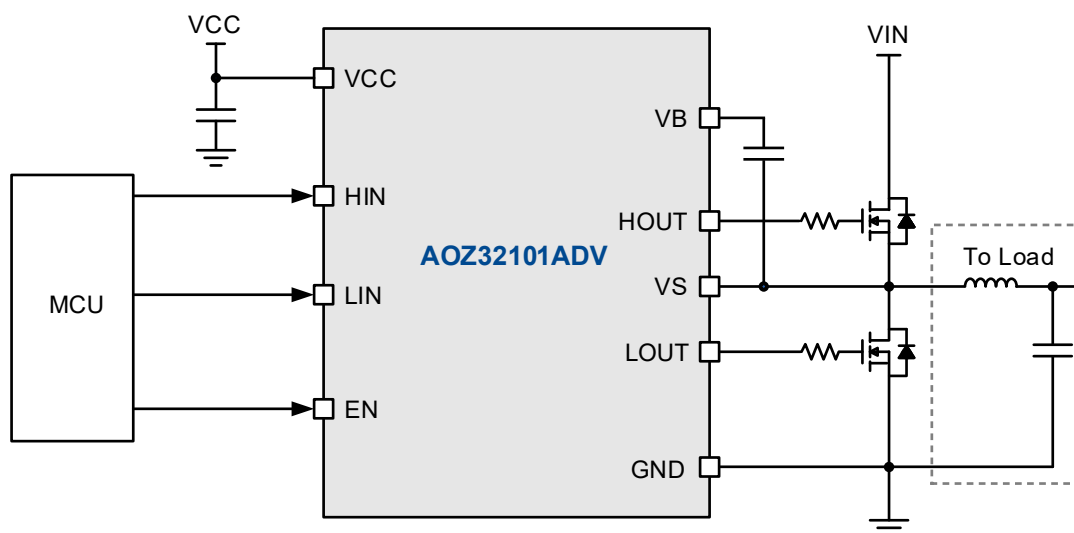 VCC
VIN
VCC
VB
HIN
HOUT
AOZ32101ADV
To Load
VS
LIN
MCU
LOUT
EN
GND